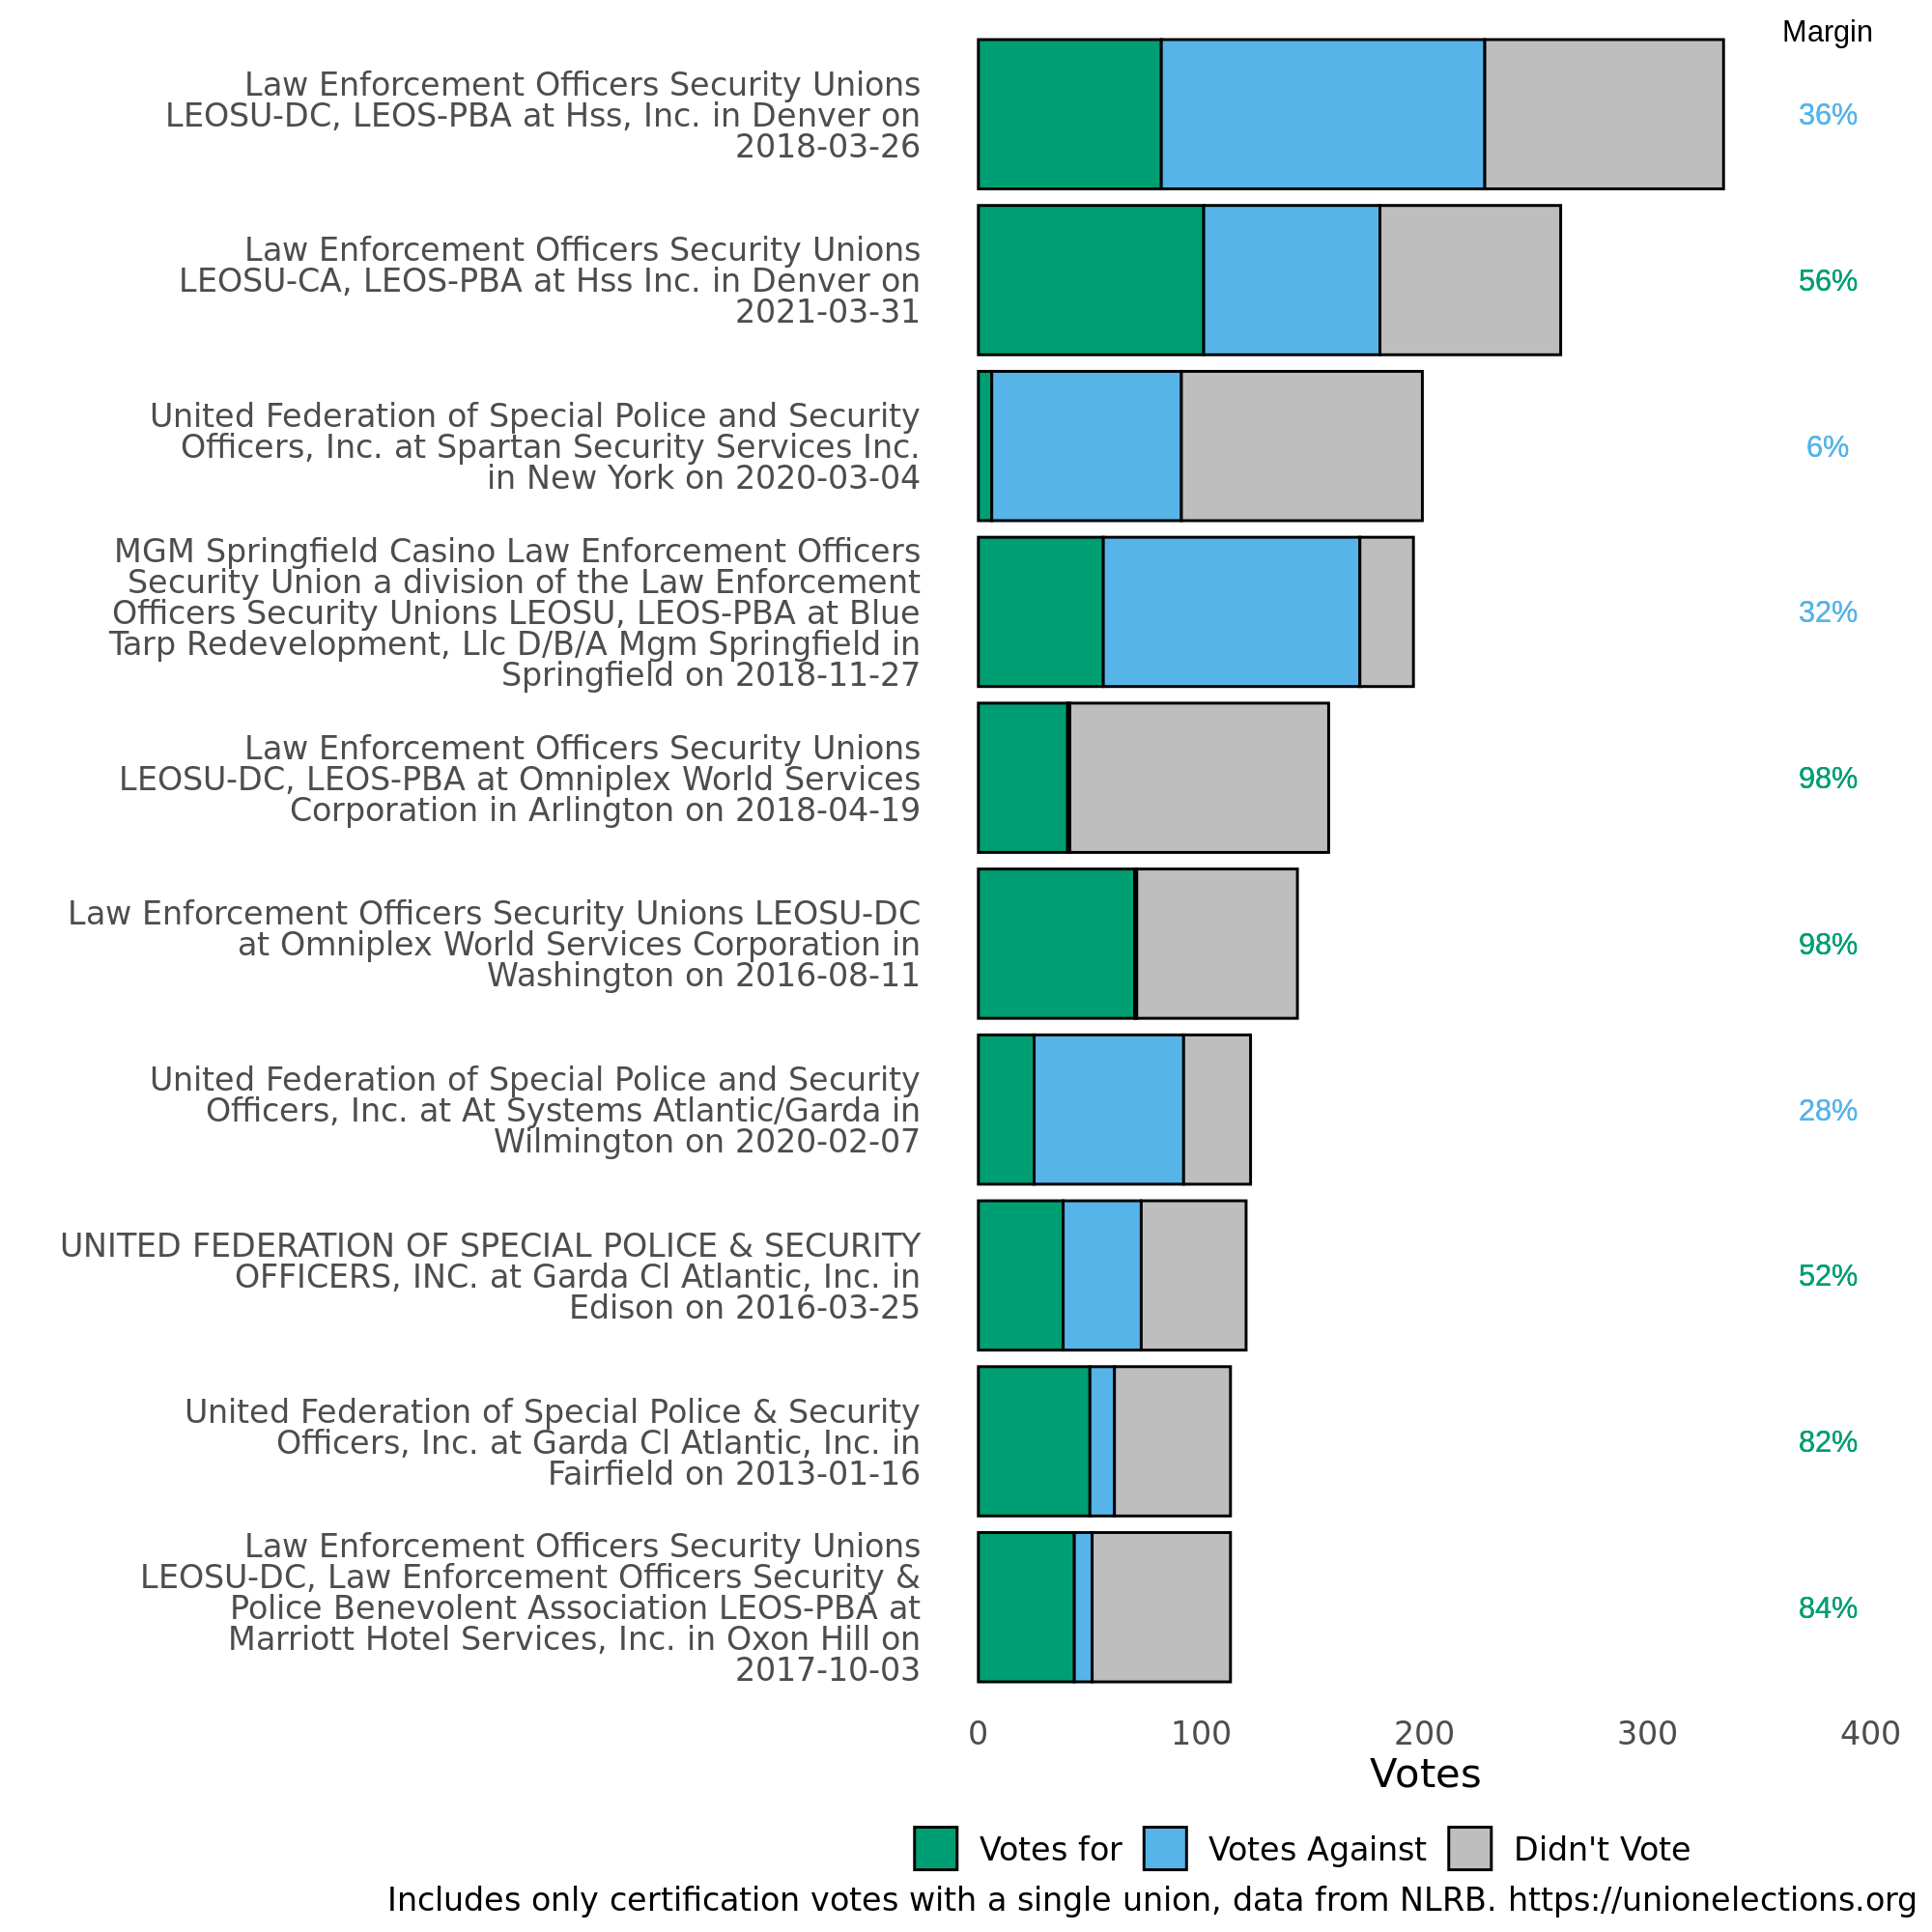 Margin
Law Enforcement Officers Security Unions
LEOSU-DC, LEOS-PBA at Hss, Inc. in Denver on
2018-03-26
36%
Law Enforcement Officers Security Unions
LEOSU-CA, LEOS-PBA at Hss Inc. in Denver on
2021-03-31
56%
United Federation of Special Police and Security
Officers, Inc. at Spartan Security Services Inc.
in New York on 2020-03-04
6%
MGM Springfield Casino Law Enforcement Officers
Security Union a division of the Law Enforcement
Officers Security Unions LEOSU, LEOS-PBA at Blue
Tarp Redevelopment, Llc D/B/A Mgm Springfield in
Springfield on 2018-11-27
32%
Law Enforcement Officers Security Unions
LEOSU-DC, LEOS-PBA at Omniplex World Services
Corporation in Arlington on 2018-04-19
98%
Law Enforcement Officers Security Unions LEOSU-DC
at Omniplex World Services Corporation in
Washington on 2016-08-11
98%
United Federation of Special Police and Security
Officers, Inc. at At Systems Atlantic/Garda in
Wilmington on 2020-02-07
28%
UNITED FEDERATION OF SPECIAL POLICE & SECURITY
OFFICERS, INC. at Garda Cl Atlantic, Inc. in
Edison on 2016-03-25
52%
United Federation of Special Police & Security
Officers, Inc. at Garda Cl Atlantic, Inc. in
Fairfield on 2013-01-16
82%
Law Enforcement Officers Security Unions
LEOSU-DC, Law Enforcement Officers Security &
Police Benevolent Association LEOS-PBA at
Marriott Hotel Services, Inc. in Oxon Hill on
2017-10-03
84%
0 100 200 300 400
Votes
Votes for Votes Against Didn't Vote
Includes only certification votes with a single union, data from NLRB. https://unionelections.org